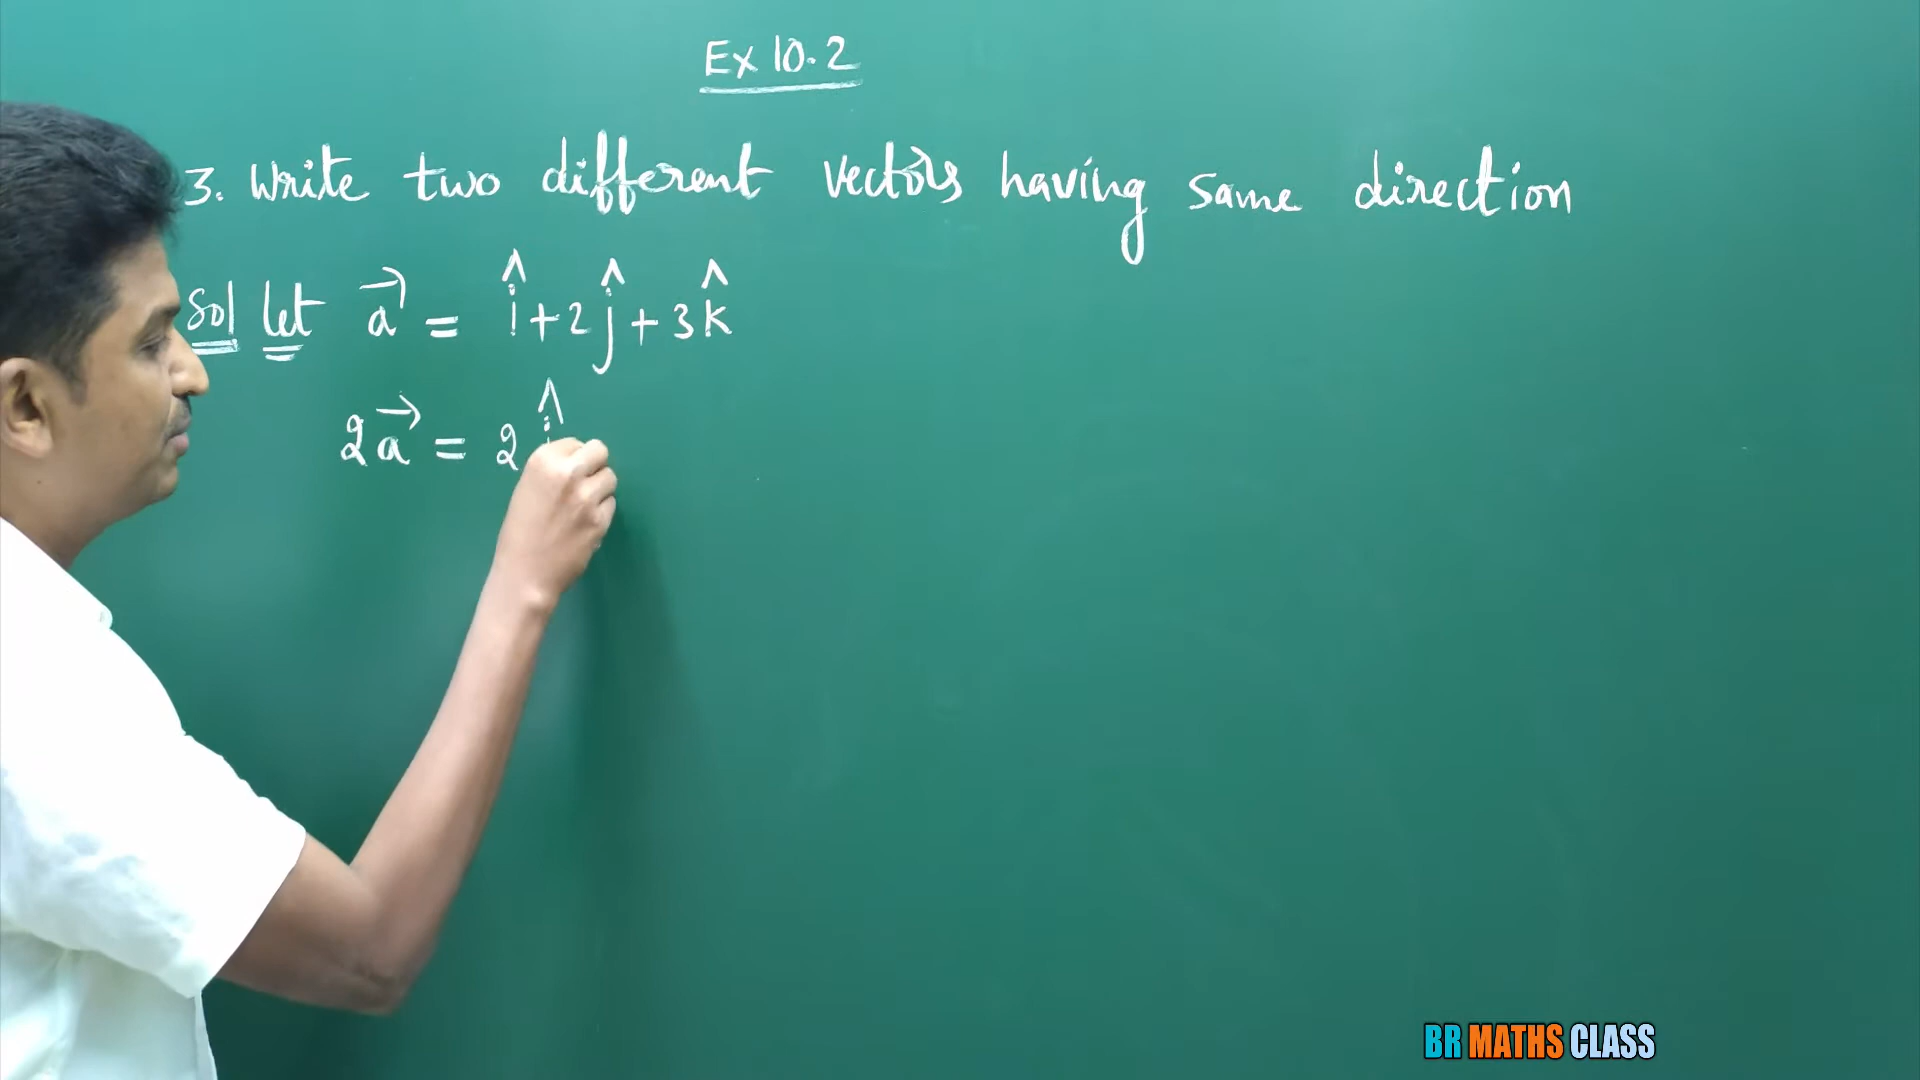 Ex 10.2
3. Write two different vectors having same direction
Sol let a⃗ = î + 2ĵ + 3k̂
2a⃗ = 2î
BR MATHS CLASS